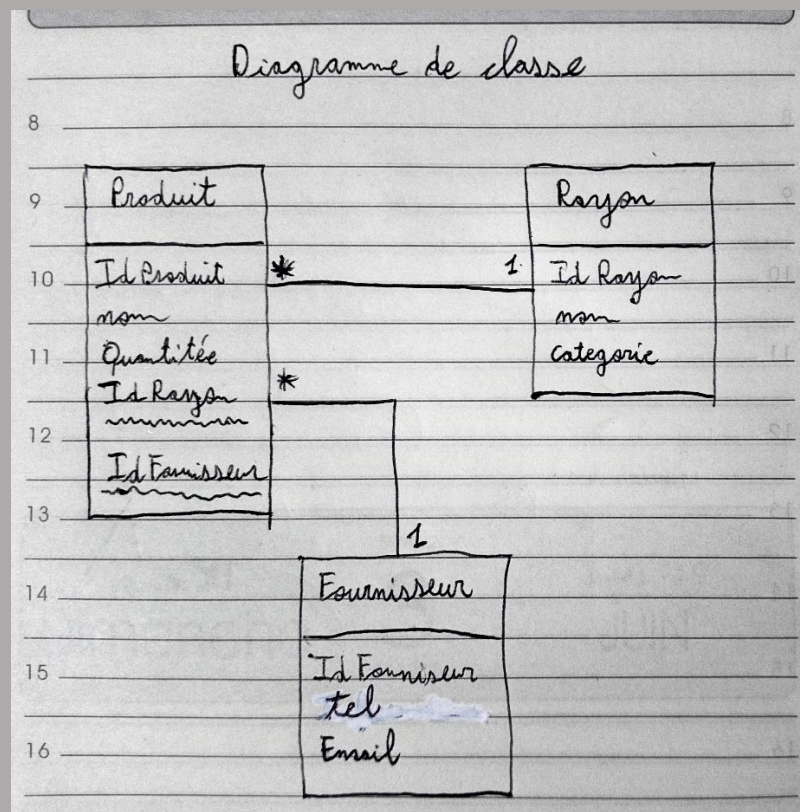 Diagramme de classe
8
9
10
11
12
13
14
15
16
Produit
Id Produit
nom
Quantitée
Id Rayon
Id Fournisseur
*
1
Rayon
Id Rayon
nom
categorie
*
1
Fournisseur
Id Fourniseur
tel
Email